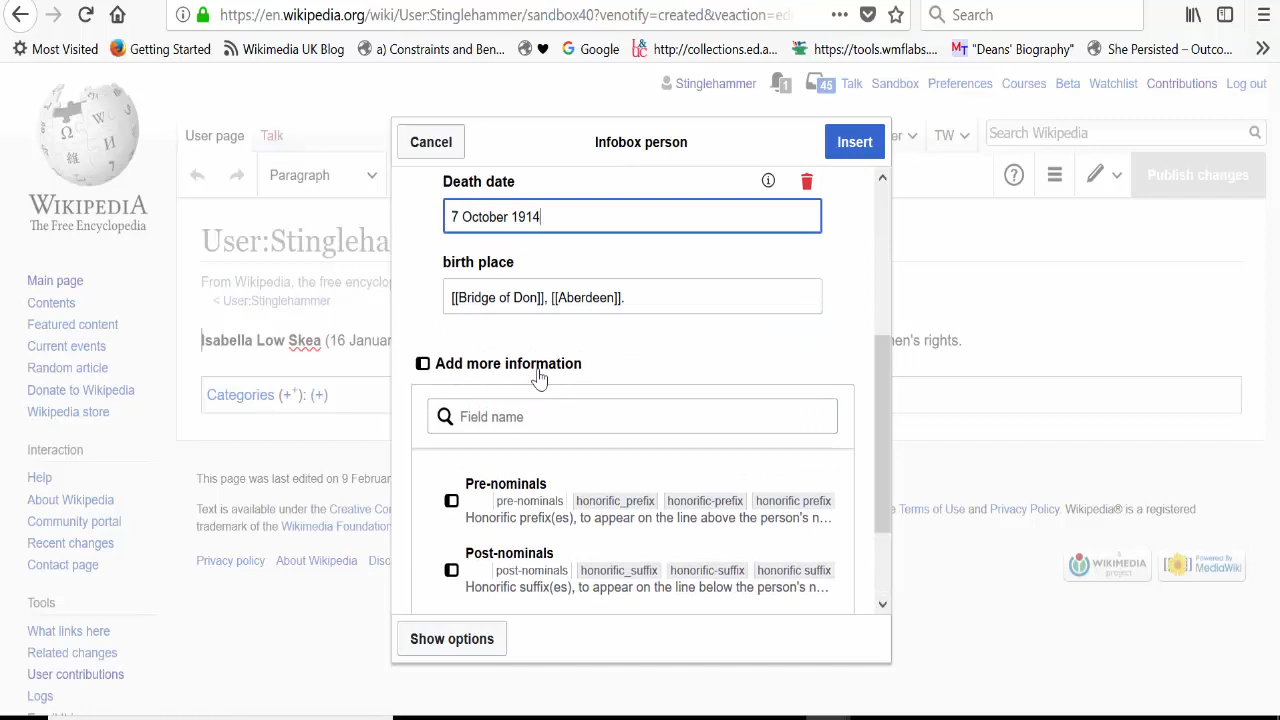 https://en.wikipedia.org/wiki/User:Stinglehammer/sandbox40?venotify=created&veaction=ed
Search
Most Visited Getting Started Wikimedia UK Blog a) Constraints and Ben... Google http://collections.ed.a... https://tools.wmflabs.... "Deans' Biography" She Persisted – Outco...
Stinglehammer 1 45 Talk Sandbox Preferences Courses Beta Watchlist Contributions Log out
User page Talk
TW
Search Wikipedia
Cancel Infobox person Insert
Paragraph
Publish changes
WIKIPEDIA
The Free Encyclopedia
User:Stingleha
From Wikipedia, the free encyclop
< User:Stinglehammer
Isabella Low Skea (16 Januar
en's rights.
Categories (++): (+)
Death date
7 October 1914
birth place
[[Bridge of Don]], [[Aberdeen]].
Add more information
Field name
Pre-nominals
pre-nominals honorific_prefix honorific-prefix honorific prefix
Honorific prefix(es), to appear on the line above the person's n...
Post-nominals
post-nominals honorific_suffix honorific-suffix honorific suffix
Honorific suffix(es), to appear on the line below the person's n...
Show options
Main page
Contents
Featured content
Current events
Random article
Donate to Wikipedia
Wikipedia store
Interaction
Help
About Wikipedia
Community portal
Recent changes
Contact page
Tools
What links here
Related changes
User contributions
Logs
This page was last edited on 9 Februar
Text is available under the Creative Com
Terms of Use and Privacy Policy. Wikipedia® is a registered
trademark of the Wikimedia Foundation
Privacy policy About Wikipedia Disc
A
WIKIMEDIA
project
Powered By
MediaWiki